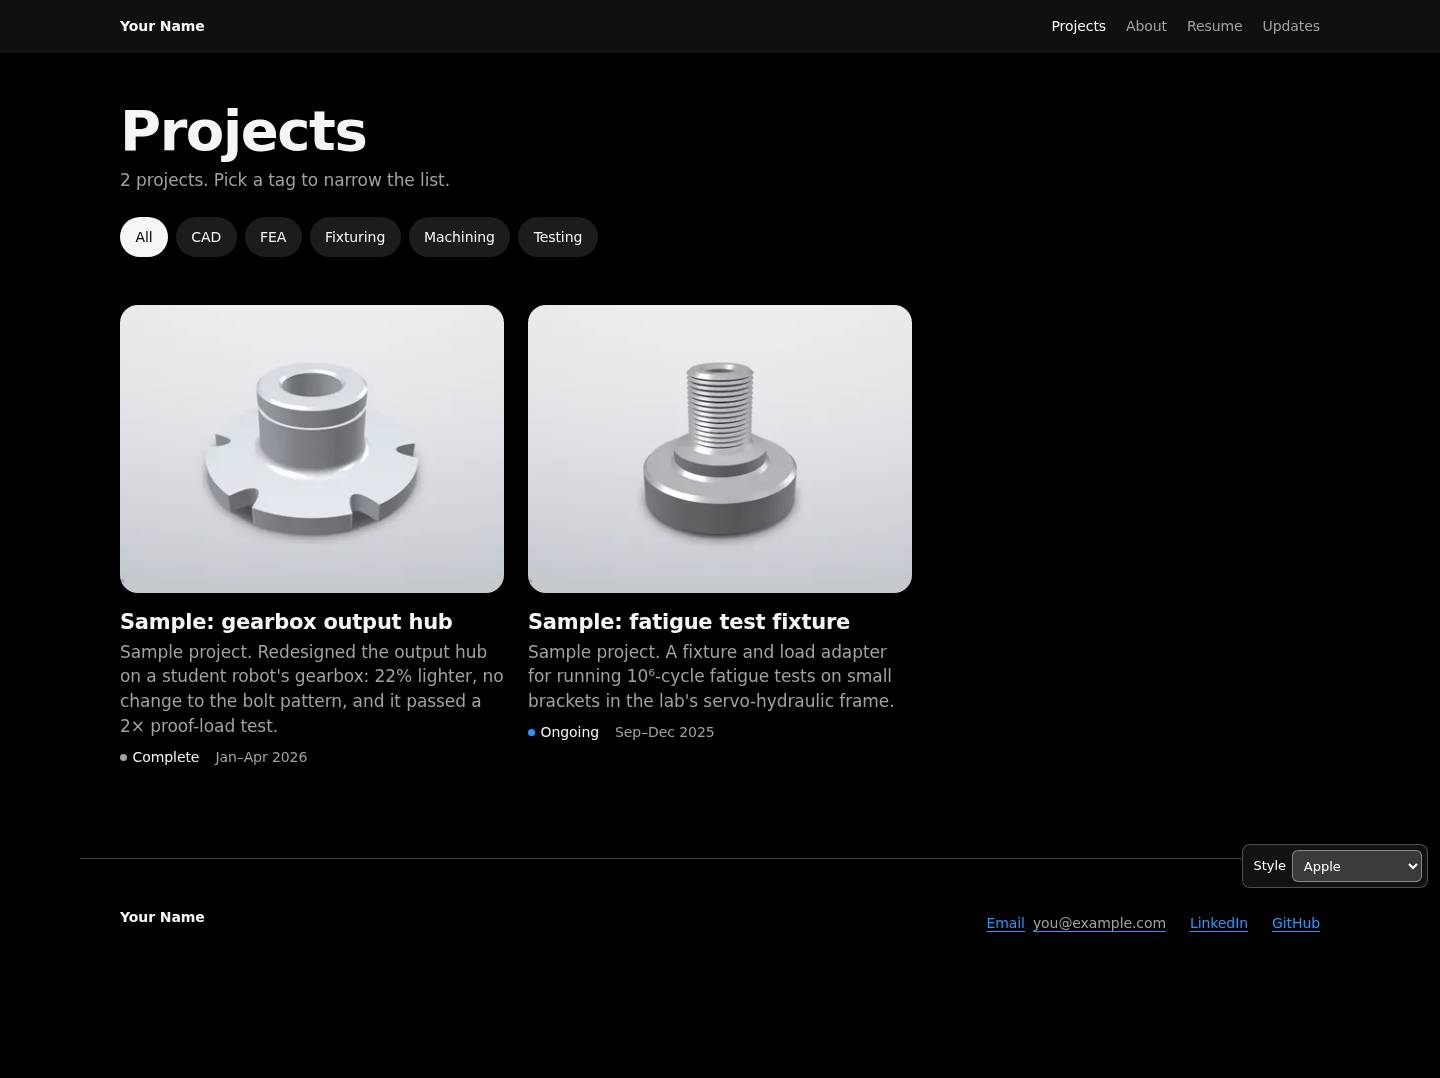 Your Name
Projects About Resume Updates
Projects
2 projects. Pick a tag to narrow the list.
All CAD FEA Fixturing Machining Testing
Sample: gearbox output hub
Sample project. Redesigned the output hub
on a student robot's gearbox: 22% lighter, no
change to the bolt pattern, and it passed a
2× proof-load test.
Complete Jan–Apr 2026
Sample: fatigue test fixture
Sample project. A fixture and load adapter
for running 10⁶-cycle fatigue tests on small
brackets in the lab's servo-hydraulic frame.
Ongoing Sep–Dec 2025
Style Apple
Your Name
Email you@example.com LinkedIn GitHub